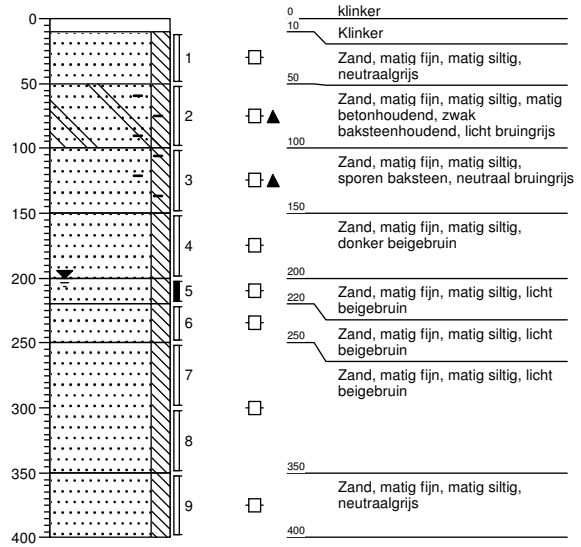 0
50
100
150
200
250
300
350
400
1
2
3
4
5
6
7
8
9
0
klinker
10
Klinker
Zand, matig fijn, matig siltig,
neutraalgrijs
50
Zand, matig fijn, matig siltig, matig
betonhoudend, zwak
baksteenhoudend, licht bruingrijs
100
Zand, matig fijn, matig siltig,
sporen baksteen, neutraal bruingrijs
150
Zand, matig fijn, matig siltig,
donker beigebruin
200
Zand, matig fijn, matig siltig, licht
beigebruin
220
Zand, matig fijn, matig siltig, licht
beigebruin
250
Zand, matig fijn, matig siltig, licht
beigebruin
350
Zand, matig fijn, matig siltig,
neutraalgrijs
400